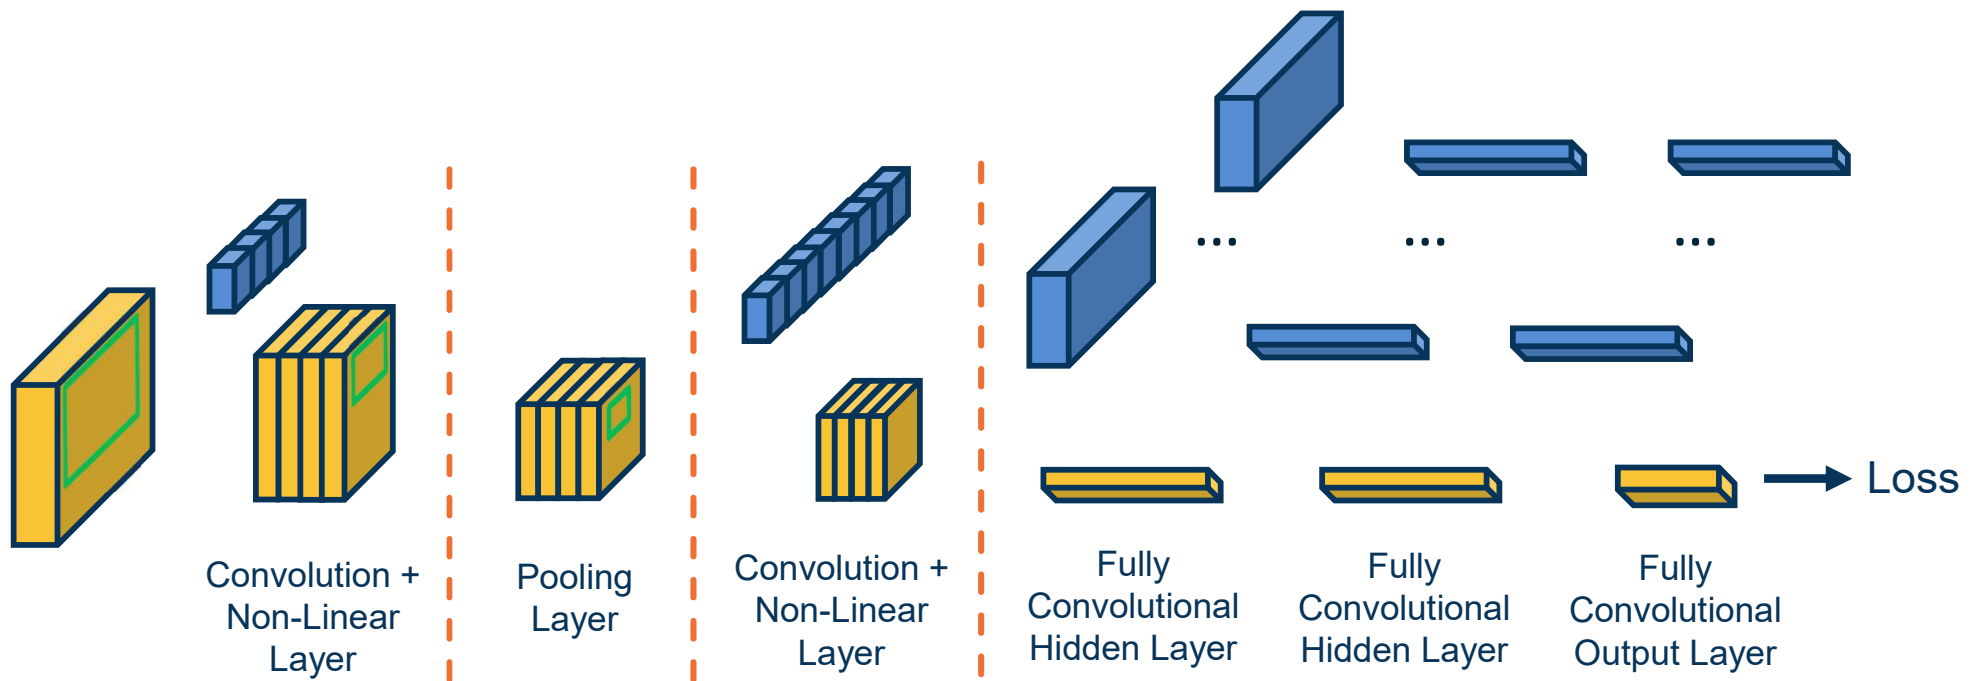 Convolution +
Non-Linear
Layer
Pooling
Layer
Convolution +
Non-Linear
Layer
Fully
Convolutional
Hidden Layer
Fully
Convolutional
Hidden Layer
Fully
Convolutional
Output Layer
Loss
...
...
...